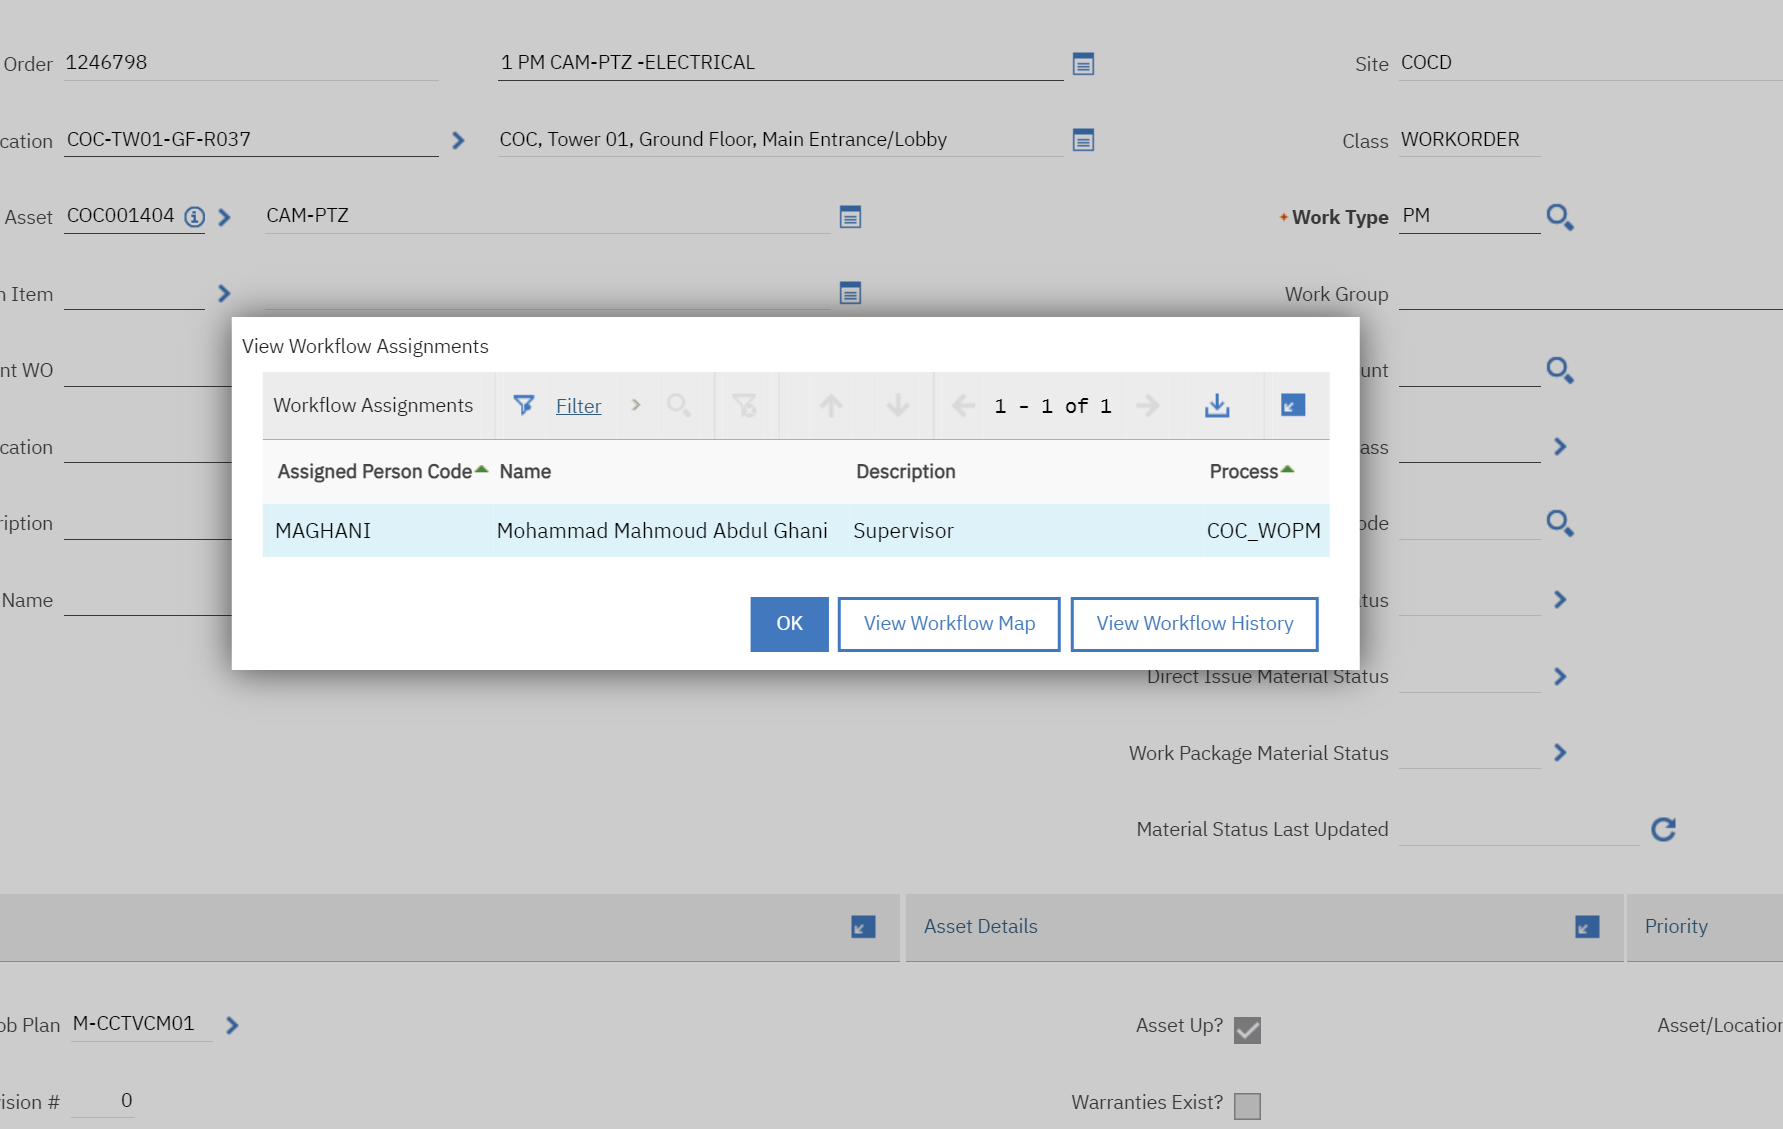 Order 1246798 1 PM CAM-PTZ -ELECTRICAL Site COCD
cation COC-TW01-GF-R037 COC, Tower 01, Ground Floor, Main Entrance/Lobby Class WORKORDER
Asset COC001404 CAM-PTZ Work Type PM
Item Work Group
nt WO unt
cation ass
ription ode
Name tus
View Workflow Assignments
Workflow Assignments Filter 1 - 1 of 1
Assigned Person Code Name Description Process
MAGHANI Mohammad Mahmoud Abdul Ghani Supervisor COC_WOPM
OK View Workflow Map View Workflow History
Direct Issue Material Status
Work Package Material Status
Material Status Last Updated
Asset Details Priority
ob Plan M-CCTVCM01 Asset Up? Asset/Location
ision # 0 Warranties Exist?